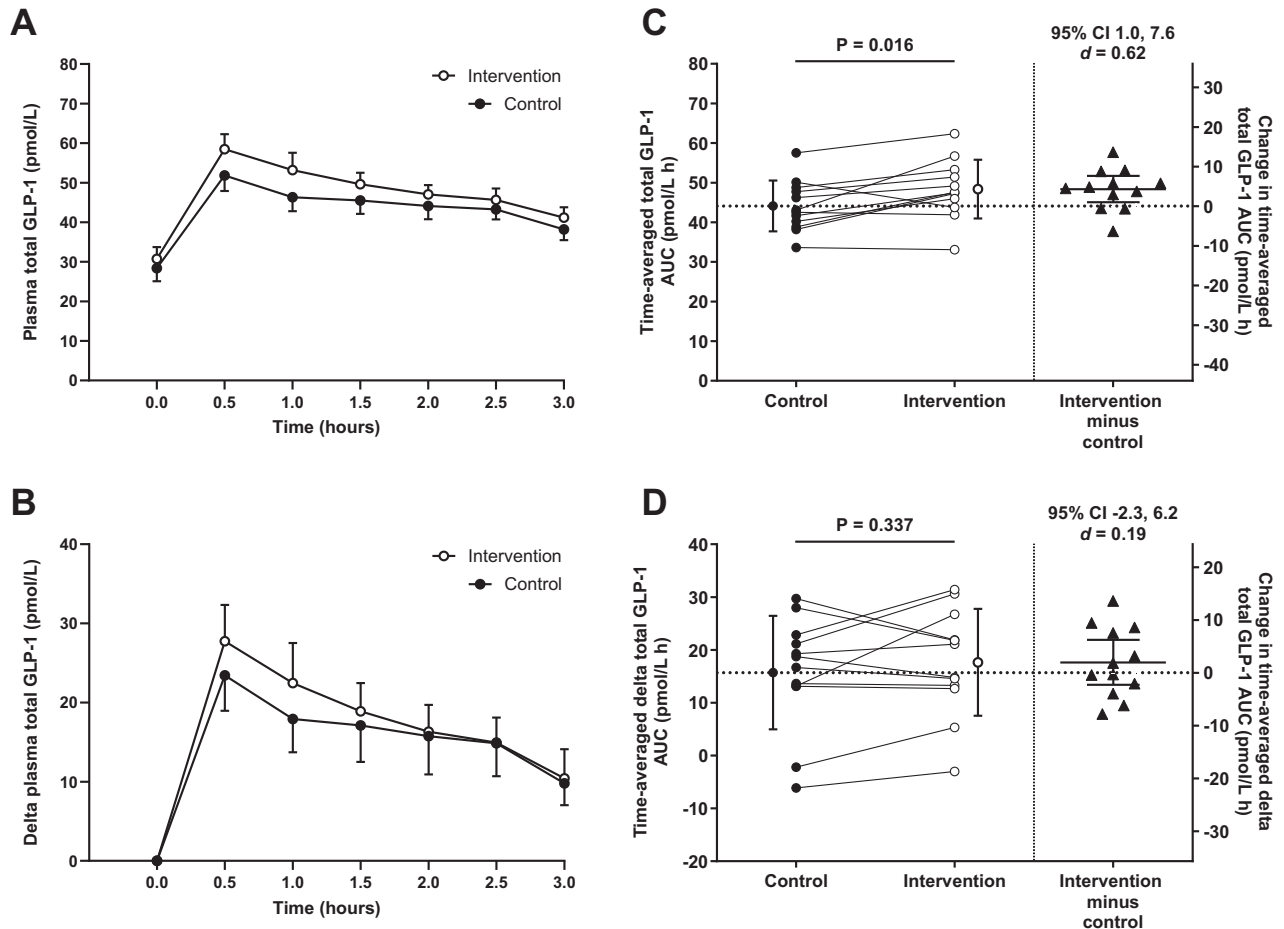 A
Plasma total GLP-1 (pmol/L)
80
70
60
50
40
30
20
10
0
0.0
0.5
1.0
1.5
2.0
2.5
3.0
Time (hours)
Intervention
Control
C
P = 0.016
95% CI 1.0, 7.6
d = 0.62
Time-averaged total GLP-1
AUC (pmol/L h)
80
70
60
50
40
30
20
10
0
Control
Intervention
Intervention
minus
control
30
20
10
0
-10
-20
-30
-40
Change in time-averaged
total GLP-1 AUC (pmol/L h)
B
Delta plasma total GLP-1 (pmol/L)
40
30
20
10
0
0.0
0.5
1.0
1.5
2.0
2.5
3.0
Time (hours)
Intervention
Control
D
P = 0.337
95% CI -2.3, 6.2
d = 0.19
Time-averaged delta total GLP-1
AUC (pmol/L h)
40
30
20
10
0
-10
-20
Control
Intervention
Intervention
minus
control
20
10
0
-10
-20
-30
Change in time-averaged delta
total GLP-1 AUC (pmol/L h)